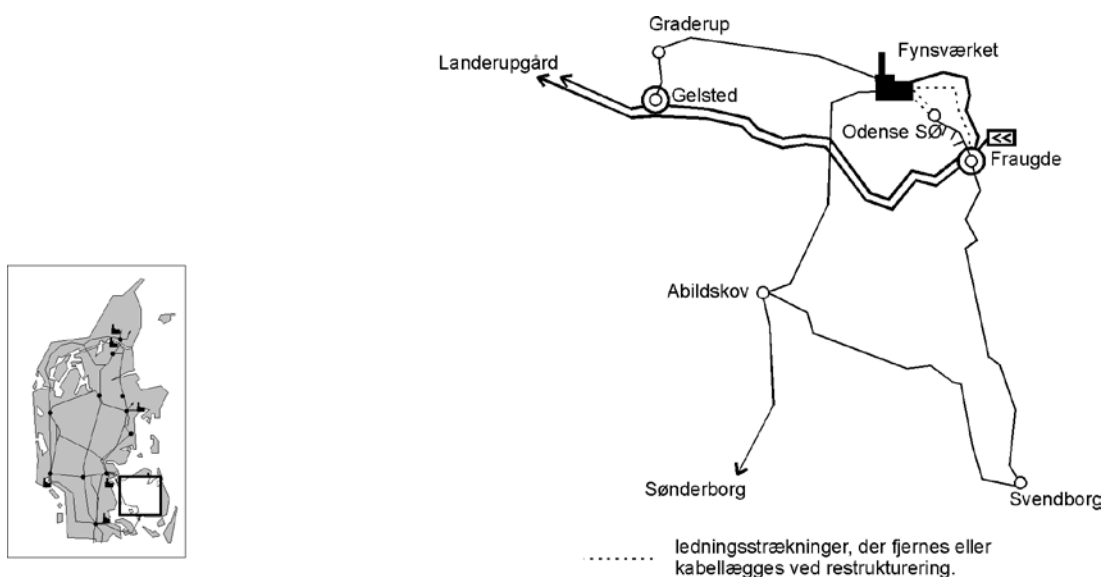 Graderup
Fynsværket
Landerupgård
Gelsted
Odense SØ
<<
Fraugde
Abildskov
Sønderborg
Svendborg
ledningsstrækninger, der fjernes eller
kabellægges ved restrukturering.